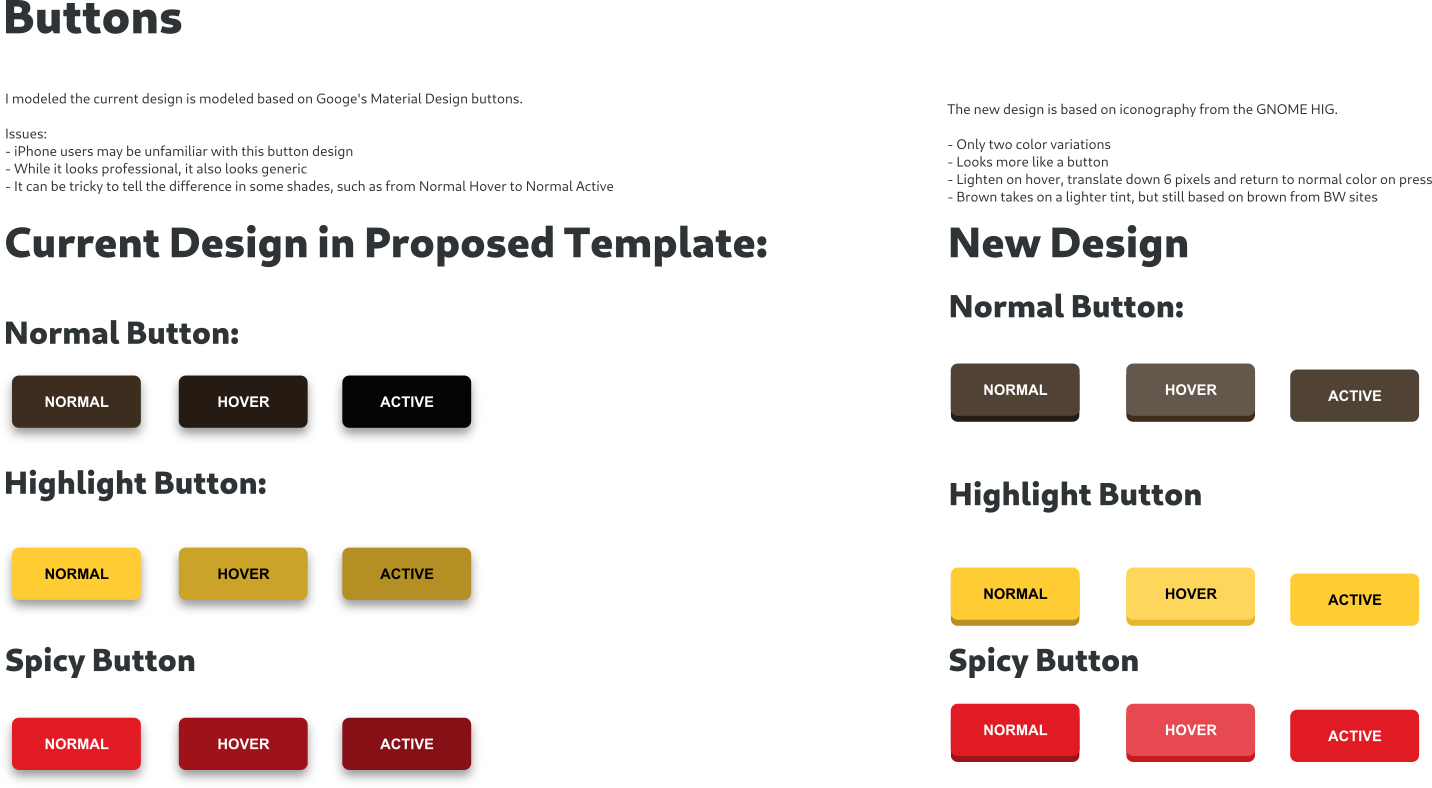 Buttons
I modeled the current design is modeled based on Googe's Material Design buttons.
Issues:
- iPhone users may be unfamiliar with this button design
- While it looks professional, it also looks generic
- It can be tricky to tell the difference in some shades, such as from Normal Hover to Normal Active
Current Design in Proposed Template:
Normal Button:
NORMAL HOVER ACTIVE
Highlight Button:
NORMAL HOVER ACTIVE
Spicy Button
NORMAL HOVER ACTIVE
The new design is based on iconography from the GNOME HIG.
- Only two color variations
- Looks more like a button
- Lighten on hover, translate down 6 pixels and return to normal color on press
- Brown takes on a lighter tint, but still based on brown from BW sites
New Design
Normal Button:
NORMAL HOVER ACTIVE
Highlight Button
NORMAL HOVER ACTIVE
Spicy Button
NORMAL HOVER ACTIVE